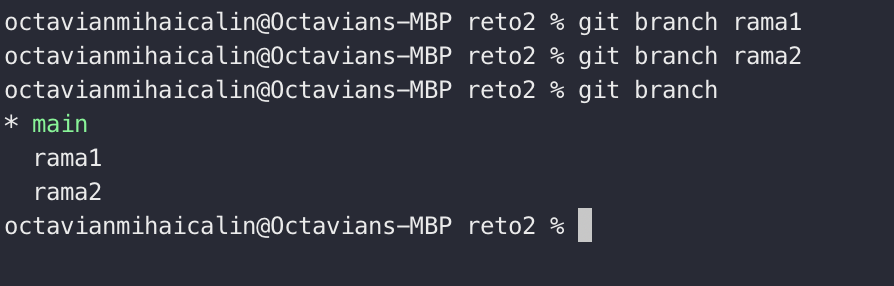 octavianmihaicalin@Octavians-MBP reto2 % git branch rama1
octavianmihaicalin@Octavians-MBP reto2 % git branch rama2
octavianmihaicalin@Octavians-MBP reto2 % git branch
* main
  rama1
  rama2
octavianmihaicalin@Octavians-MBP reto2 %